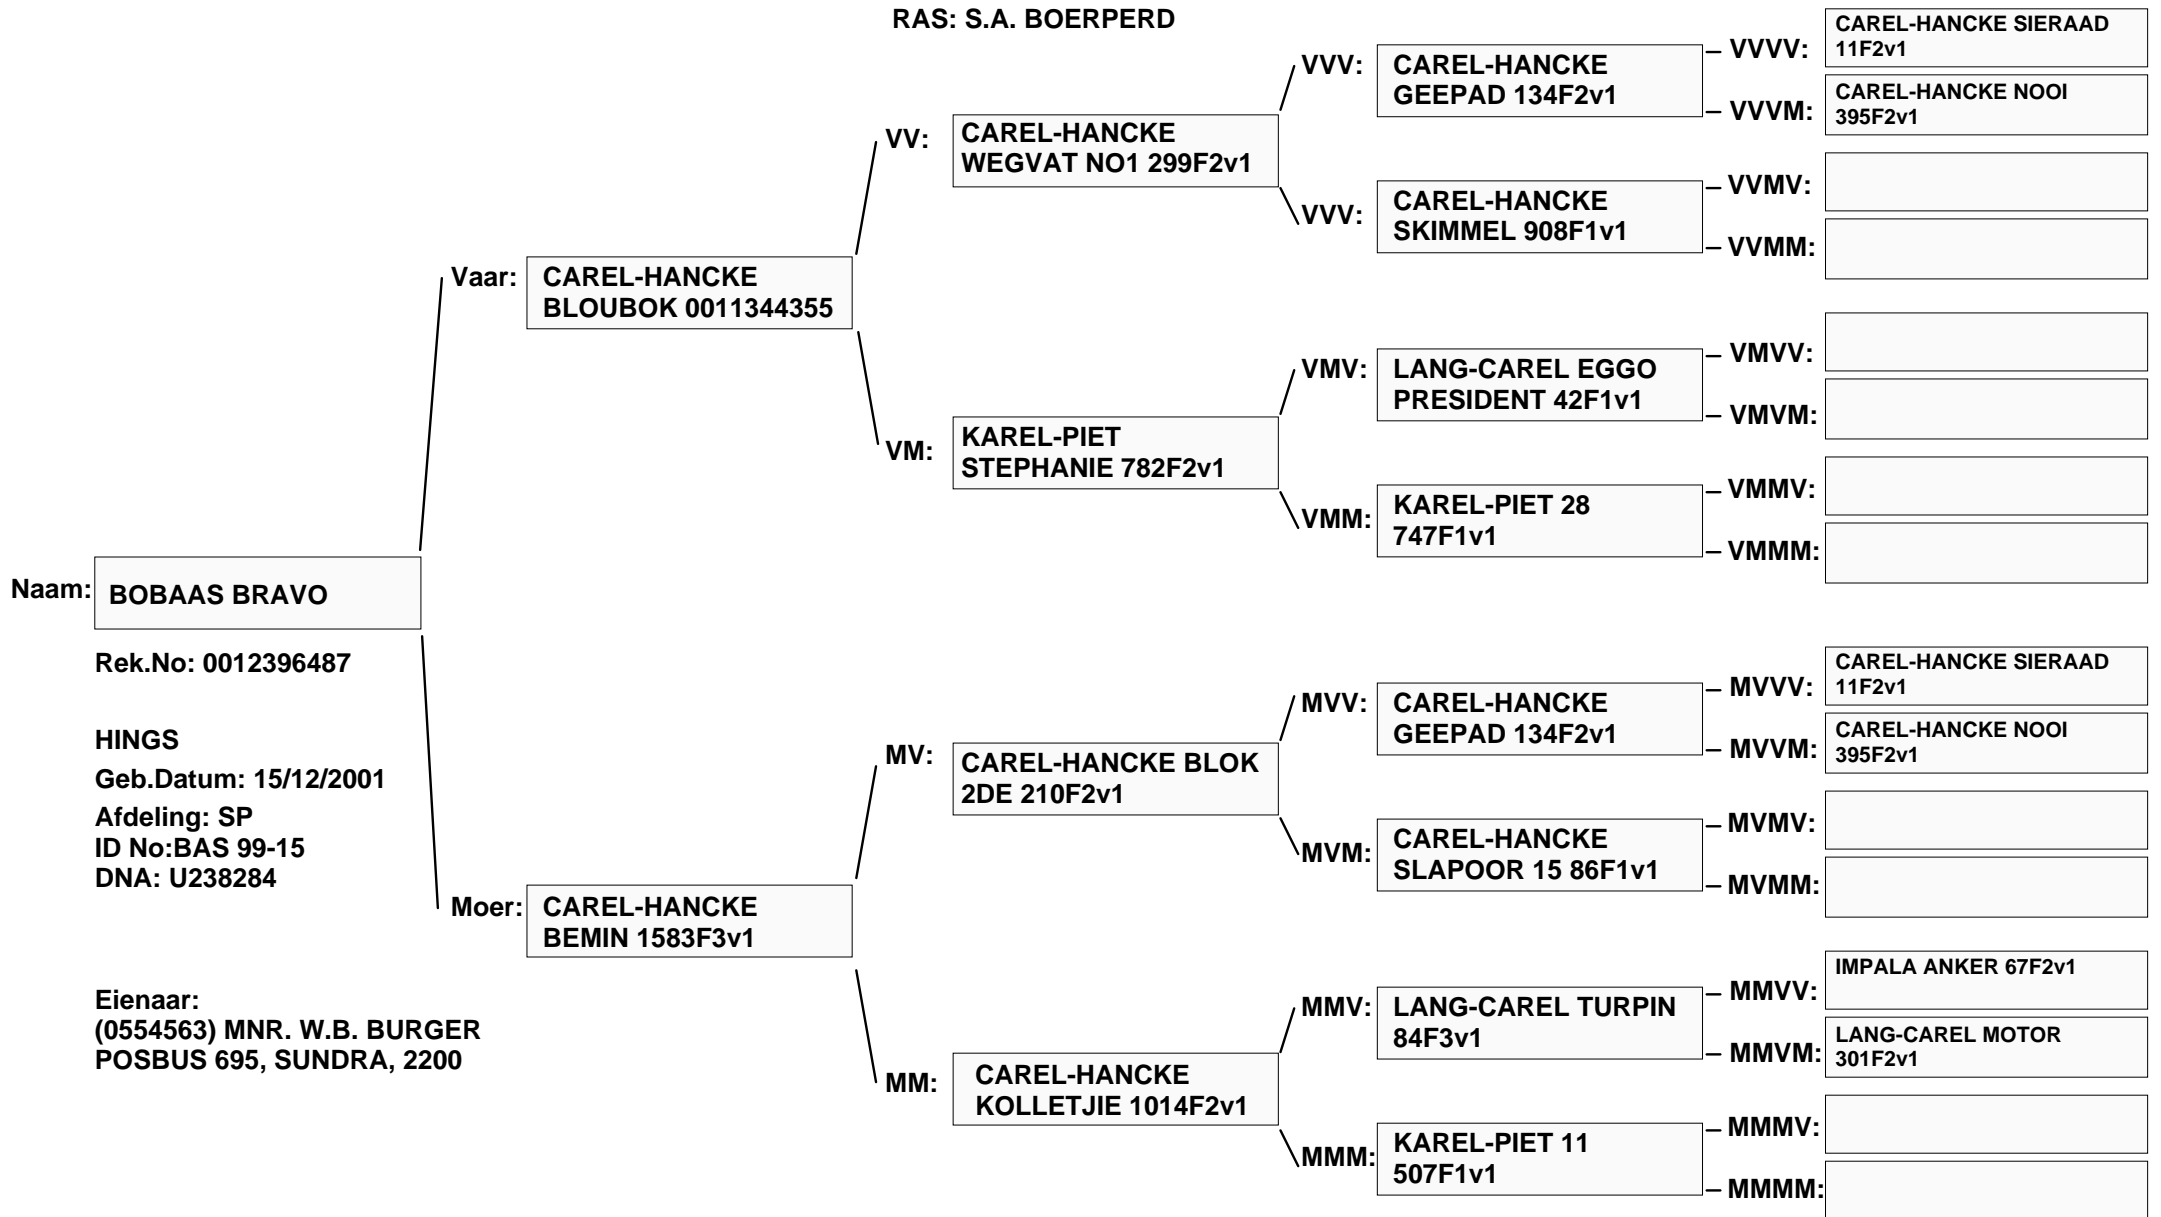 RAS: S.A. BOERPERD
Naam:
BOBAAS BRAVO
Rek.No: 0012396487
HINGS
Geb.Datum: 15/12/2001
Afdeling: SP
ID No:BAS 99-15
DNA: U238284
Eienaar:
(0554563) MNR. W.B. BURGER
POSBUS 695, SUNDRA, 2200
Vaar:
CAREL-HANCKE
BLOUBOK 0011344355
Moer:
CAREL-HANCKE
BEMIN 1583F3v1
VV:
CAREL-HANCKE
WEGVAT NO1 299F2v1
VM:
KAREL-PIET
STEPHANIE 782F2v1
MV:
CAREL-HANCKE BLOK
2DE 210F2v1
MM:
CAREL-HANCKE
KOLLETJIE 1014F2v1
VVV:
CAREL-HANCKE
GEEPAD 134F2v1
VVV:
CAREL-HANCKE
SKIMMEL 908F1v1
VMV:
LANG-CAREL EGGO
PRESIDENT 42F1v1
VMM:
KAREL-PIET 28
747F1v1
MVV:
CAREL-HANCKE
GEEPAD 134F2v1
MVM:
CAREL-HANCKE
SLAPOOR 15 86F1v1
MMV:
LANG-CAREL TURPIN
84F3v1
MMM:
KAREL-PIET 11
507F1v1
VVVV:
CAREL-HANCKE SIERAAD
11F2v1
VVVM:
CAREL-HANCKE NOOI
395F2v1
VVMV:
VVMM:
VMVV:
VMVM:
VMMV:
VMMM:
MVVV:
CAREL-HANCKE SIERAAD
11F2v1
MVVM:
CAREL-HANCKE NOOI
395F2v1
MVMV:
MVMM:
MMVV:
IMPALA ANKER 67F2v1
MMVM:
LANG-CAREL MOTOR
301F2v1
MMMV:
MMMM: